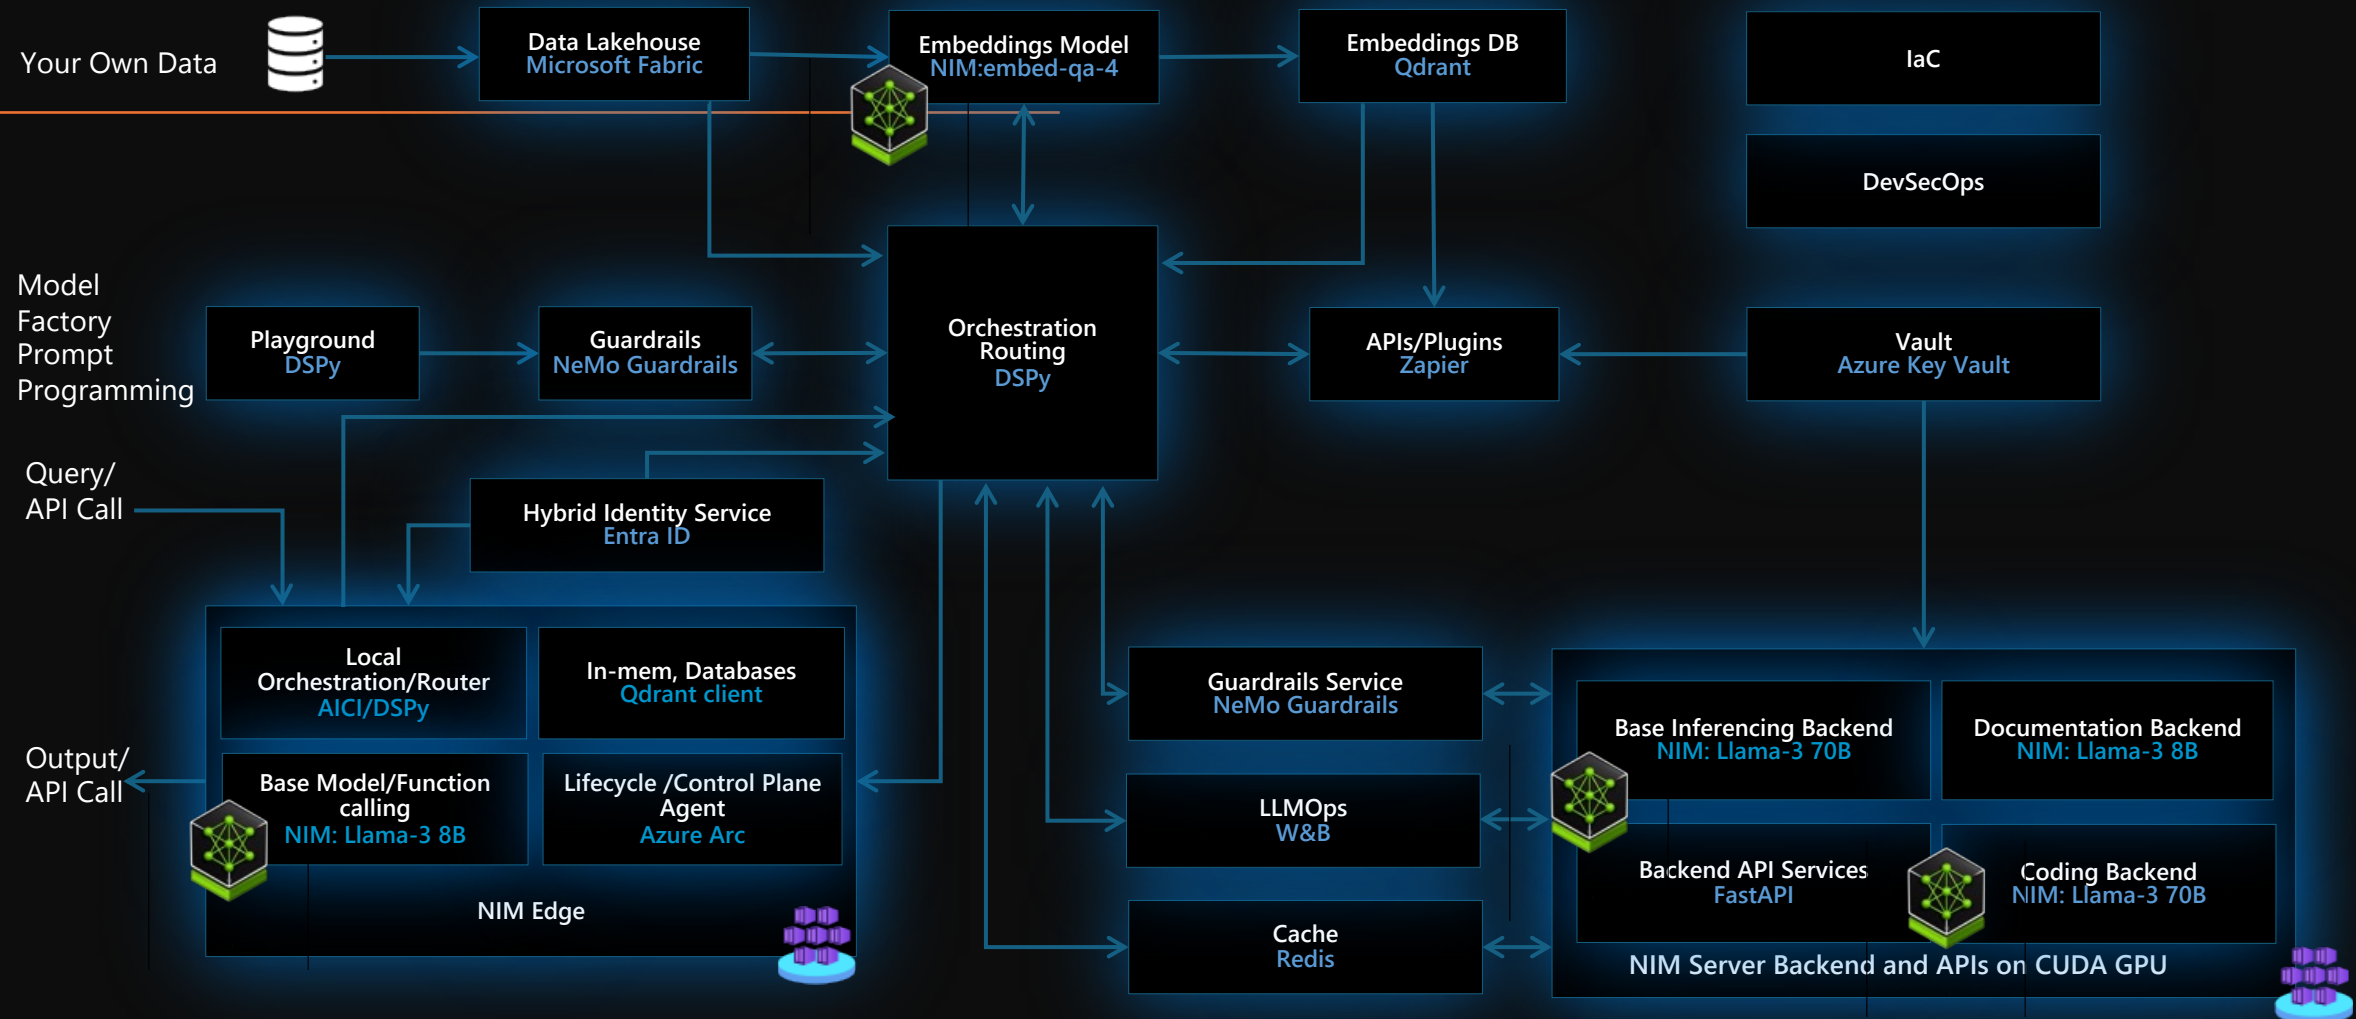 Your Own Data
Data Lakehouse
Microsoft Fabric
Embeddings Model
NIM:embed-qa-4
Embeddings DB
Qdrant
IaC
DevSecOps
Model
Factory
Prompt
Programming
Playground
DSPy
Guardrails
NeMo Guardrails
Orchestration
Routing
DSPy
APIs/Plugins
Zapier
Vault
Azure Key Vault
Query/
API Call
Hybrid Identity Service
Entra ID
Local
Orchestration/Router
AICI/DSPy
In-mem, Databases
Qdrant client
Output/
API Call
Base Model/Function
calling
NIM: Llama-3 8B
Lifecycle /Control Plane
Agent
Azure Arc
NIM Edge
Guardrails Service
NeMo Guardrails
LLMOps
W&B
Cache
Redis
Base Inferencing Backend
NIM: Llama-3 70B
Documentation Backend
NIM: Llama-3 8B
Backend API Services
FastAPI
Coding Backend
NIM: Llama-3 70B
NIM Server Backend and APIs on CUDA GPU